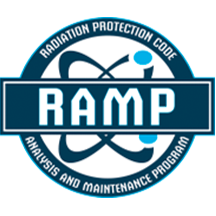 RADIATION PROTECTION CODE
RAMP
ANALYSIS AND MAINTENANCE PROGRAM